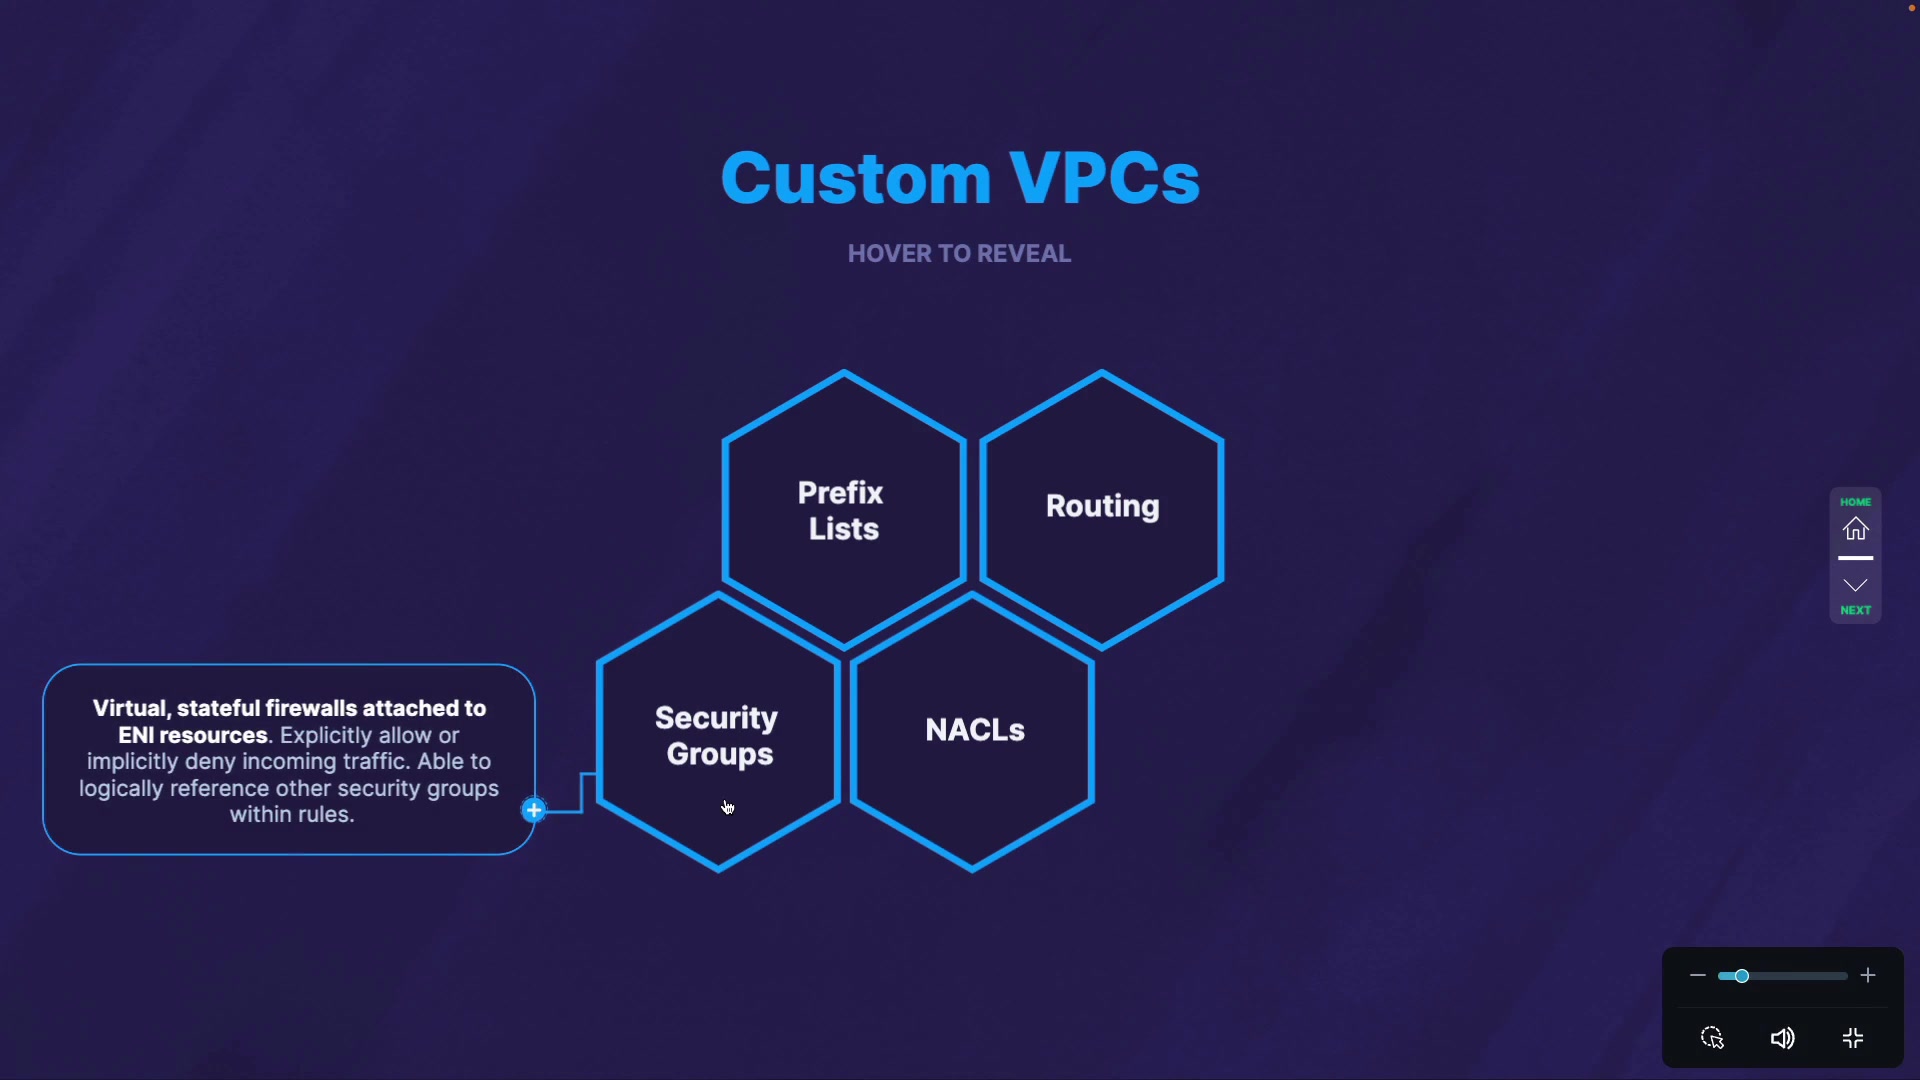 Custom VPCs
HOVER TO REVEAL
Prefix
Lists
Routing
HOME
NEXT
Security
Groups
NACLs
Virtual, stateful firewalls attached to
ENI resources. Explicitly allow or
implicitly deny incoming traffic. Able to
logically reference other security groups
within rules.